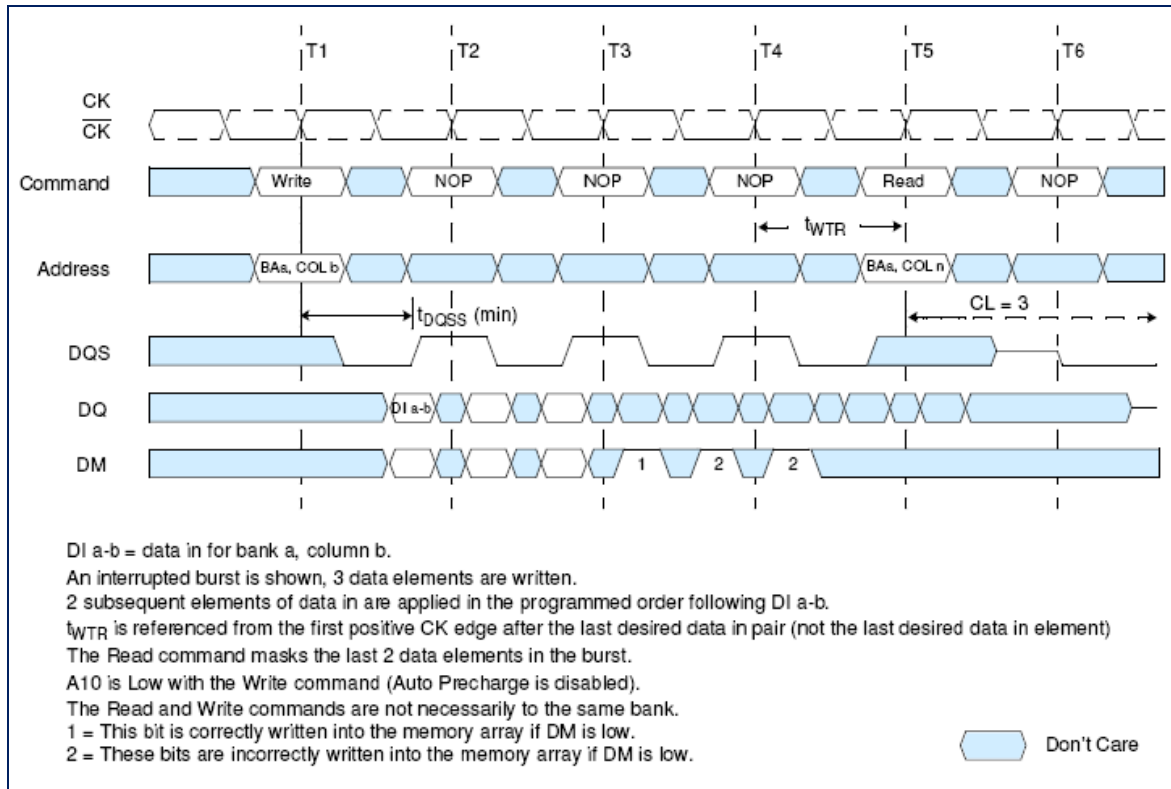 T1 T2 T3 T4 T5 T6
CK
CK
Command Write NOP NOP NOP Read NOP
tWTR
Address BAa, COL b BAa, COL n
tDQSS (min) CL = 3
DQS
DQ DI a-b
DM 1 2 2
DI a-b = data in for bank a, column b.
An interrupted burst is shown, 3 data elements are written.
2 subsequent elements of data in are applied in the programmed order following DI a-b.
tWTR is referenced from the first positive CK edge after the last desired data in pair (not the last desired data in element)
The Read command masks the last 2 data elements in the burst.
A10 is Low with the Write command (Auto Precharge is disabled).
The Read and Write commands are not necessarily to the same bank.
1 = This bit is correctly written into the memory array if DM is low.
2 = These bits are incorrectly written into the memory array if DM is low.
Don't Care